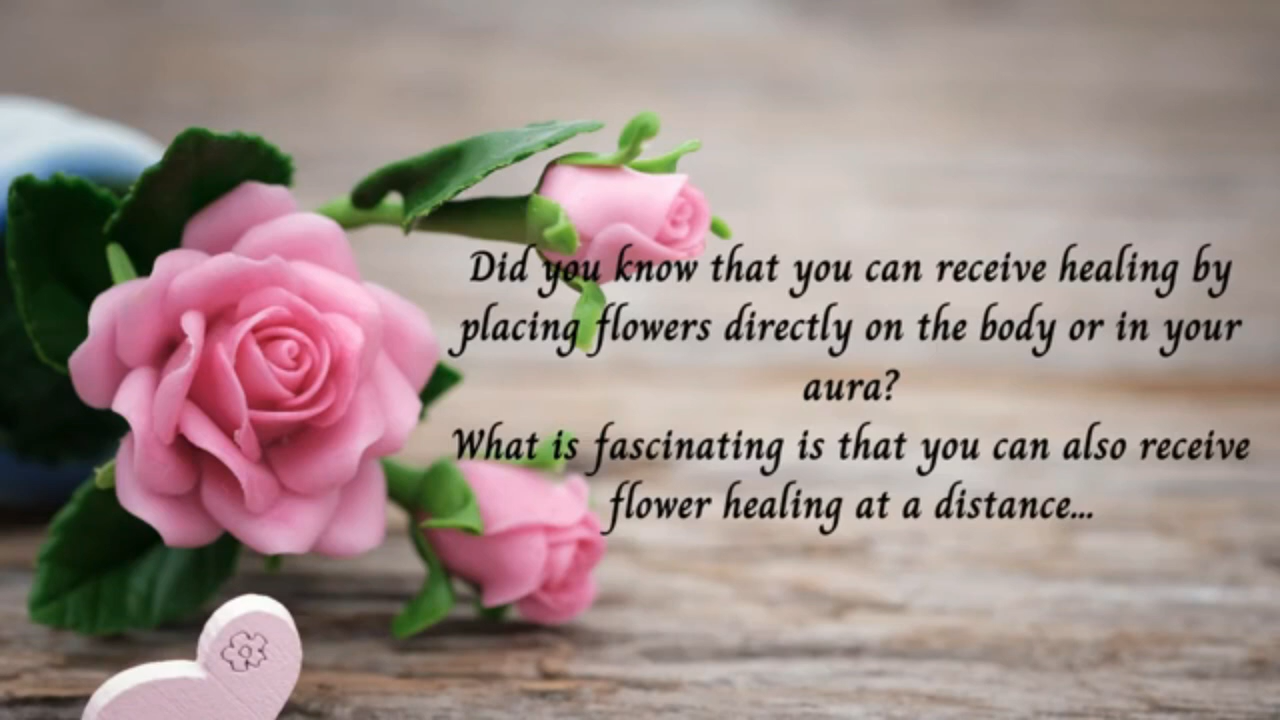 Did you know that you can receive healing by
placing flowers directly on the body or in your
aura?
What is fascinating is that you can also receive
flower healing at a distance...